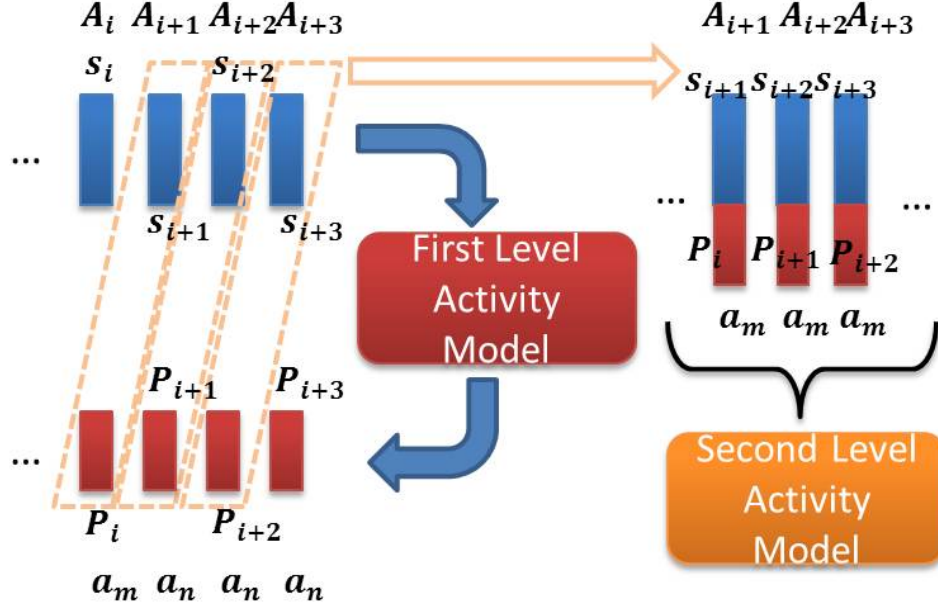 A_i A_{i+1} A_{i+2} A_{i+3}
s_i s_{i+2}
...
s_{i+1} s_{i+3}
First Level
Activity
Model
P_{i+1} P_{i+3}
...
P_i P_{i+2}
a_m a_n a_n a_n
A_{i+1} A_{i+2} A_{i+3}
s_{i+1} s_{i+2} s_{i+3}
... ...
P_i P_{i+1} P_{i+2}
a_m a_m a_m
Second Level
Activity
Model